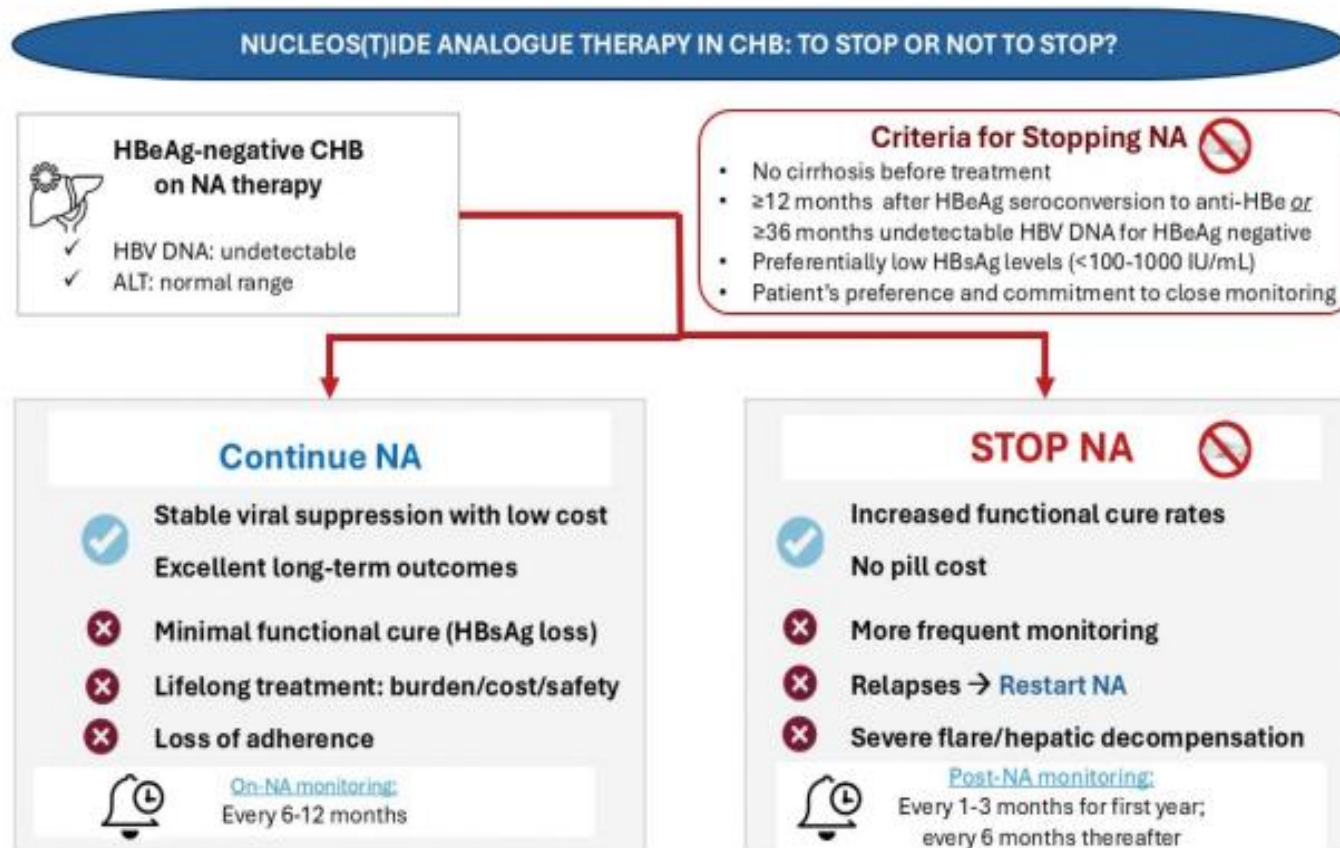 NUCLEOS(T)IDE ANALOGUE THERAPY IN CHB: TO STOP OR NOT TO STOP?
HBeAg-negative CHB
on NA therapy
✓ HBV DNA: undetectable
✓ ALT: normal range
Criteria for Stopping NA
• No cirrhosis before treatment
• ≥12 months after HBeAg seroconversion to anti-HBe or
≥36 months undetectable HBV DNA for HBeAg negative
• Preferentially low HBsAg levels (<100-1000 IU/mL)
• Patient's preference and commitment to close monitoring
Continue NA
Stable viral suppression with low cost
Excellent long-term outcomes
Minimal functional cure (HBsAg loss)
Lifelong treatment: burden/cost/safety
Loss of adherence
On-NA monitoring:
Every 6-12 months
STOP NA
Increased functional cure rates
No pill cost
More frequent monitoring
Relapses → Restart NA
Severe flare/hepatic decompensation
Post-NA monitoring:
Every 1-3 months for first year;
every 6 months thereafter